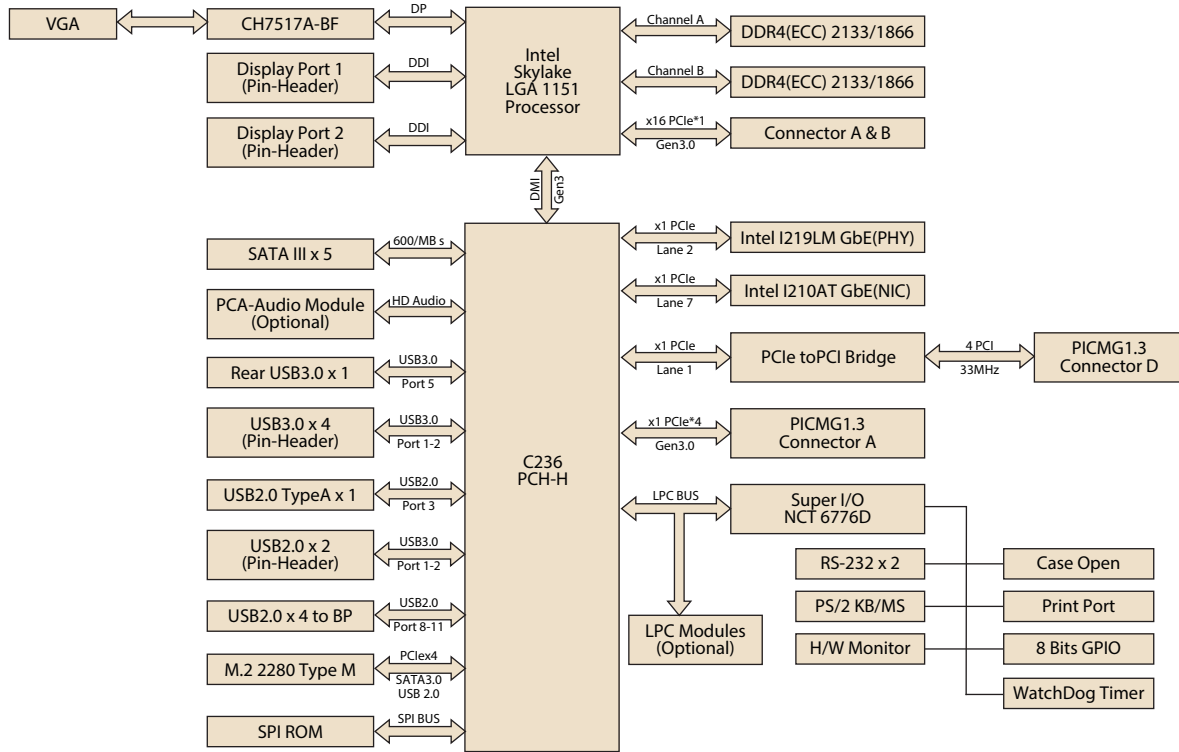 VGA
CH7517A-BF
DP
Display Port 1
(Pin-Header)
DDI
Display Port 2
(Pin-Header)
DDI
Intel
Skylake
LGA 1151
Processor
Channel A
DDR4(ECC) 2133/1866
Channel B
DDR4(ECC) 2133/1866
x16 PCIe*1
Gen3.0
Connector A & B
DMI
Gen3
SATA III x 5
600/MB s
PCA-Audio Module
(Optional)
HD Audio
Rear USB3.0 x 1
USB3.0
Port 5
USB3.0 x 4
(Pin-Header)
USB3.0
Port 1-2
USB2.0 TypeA x 1
USB2.0
Port 3
USB2.0 x 2
(Pin-Header)
USB3.0
Port 1-2
USB2.0 x 4 to BP
USB2.0
Port 8-11
M.2 2280 Type M
PCIex4
SATA3.0
USB 2.0
SPI ROM
SPI BUS
C236
PCH-H
x1 PCIe
Lane 2
Intel I219LM GbE(PHY)
x1 PCIe
Lane 7
Intel I210AT GbE(NIC)
x1 PCIe
Lane 1
PCIe toPCI Bridge
4 PCI
33MHz
PICMG1.3
Connector D
x1 PCIe*4
Gen3.0
PICMG1.3
Connector A
LPC BUS
Super I/O
NCT 6776D
LPC Modules
(Optional)
RS-232 x 2
Case Open
PS/2 KB/MS
Print Port
H/W Monitor
8 Bits GPIO
WatchDog Timer